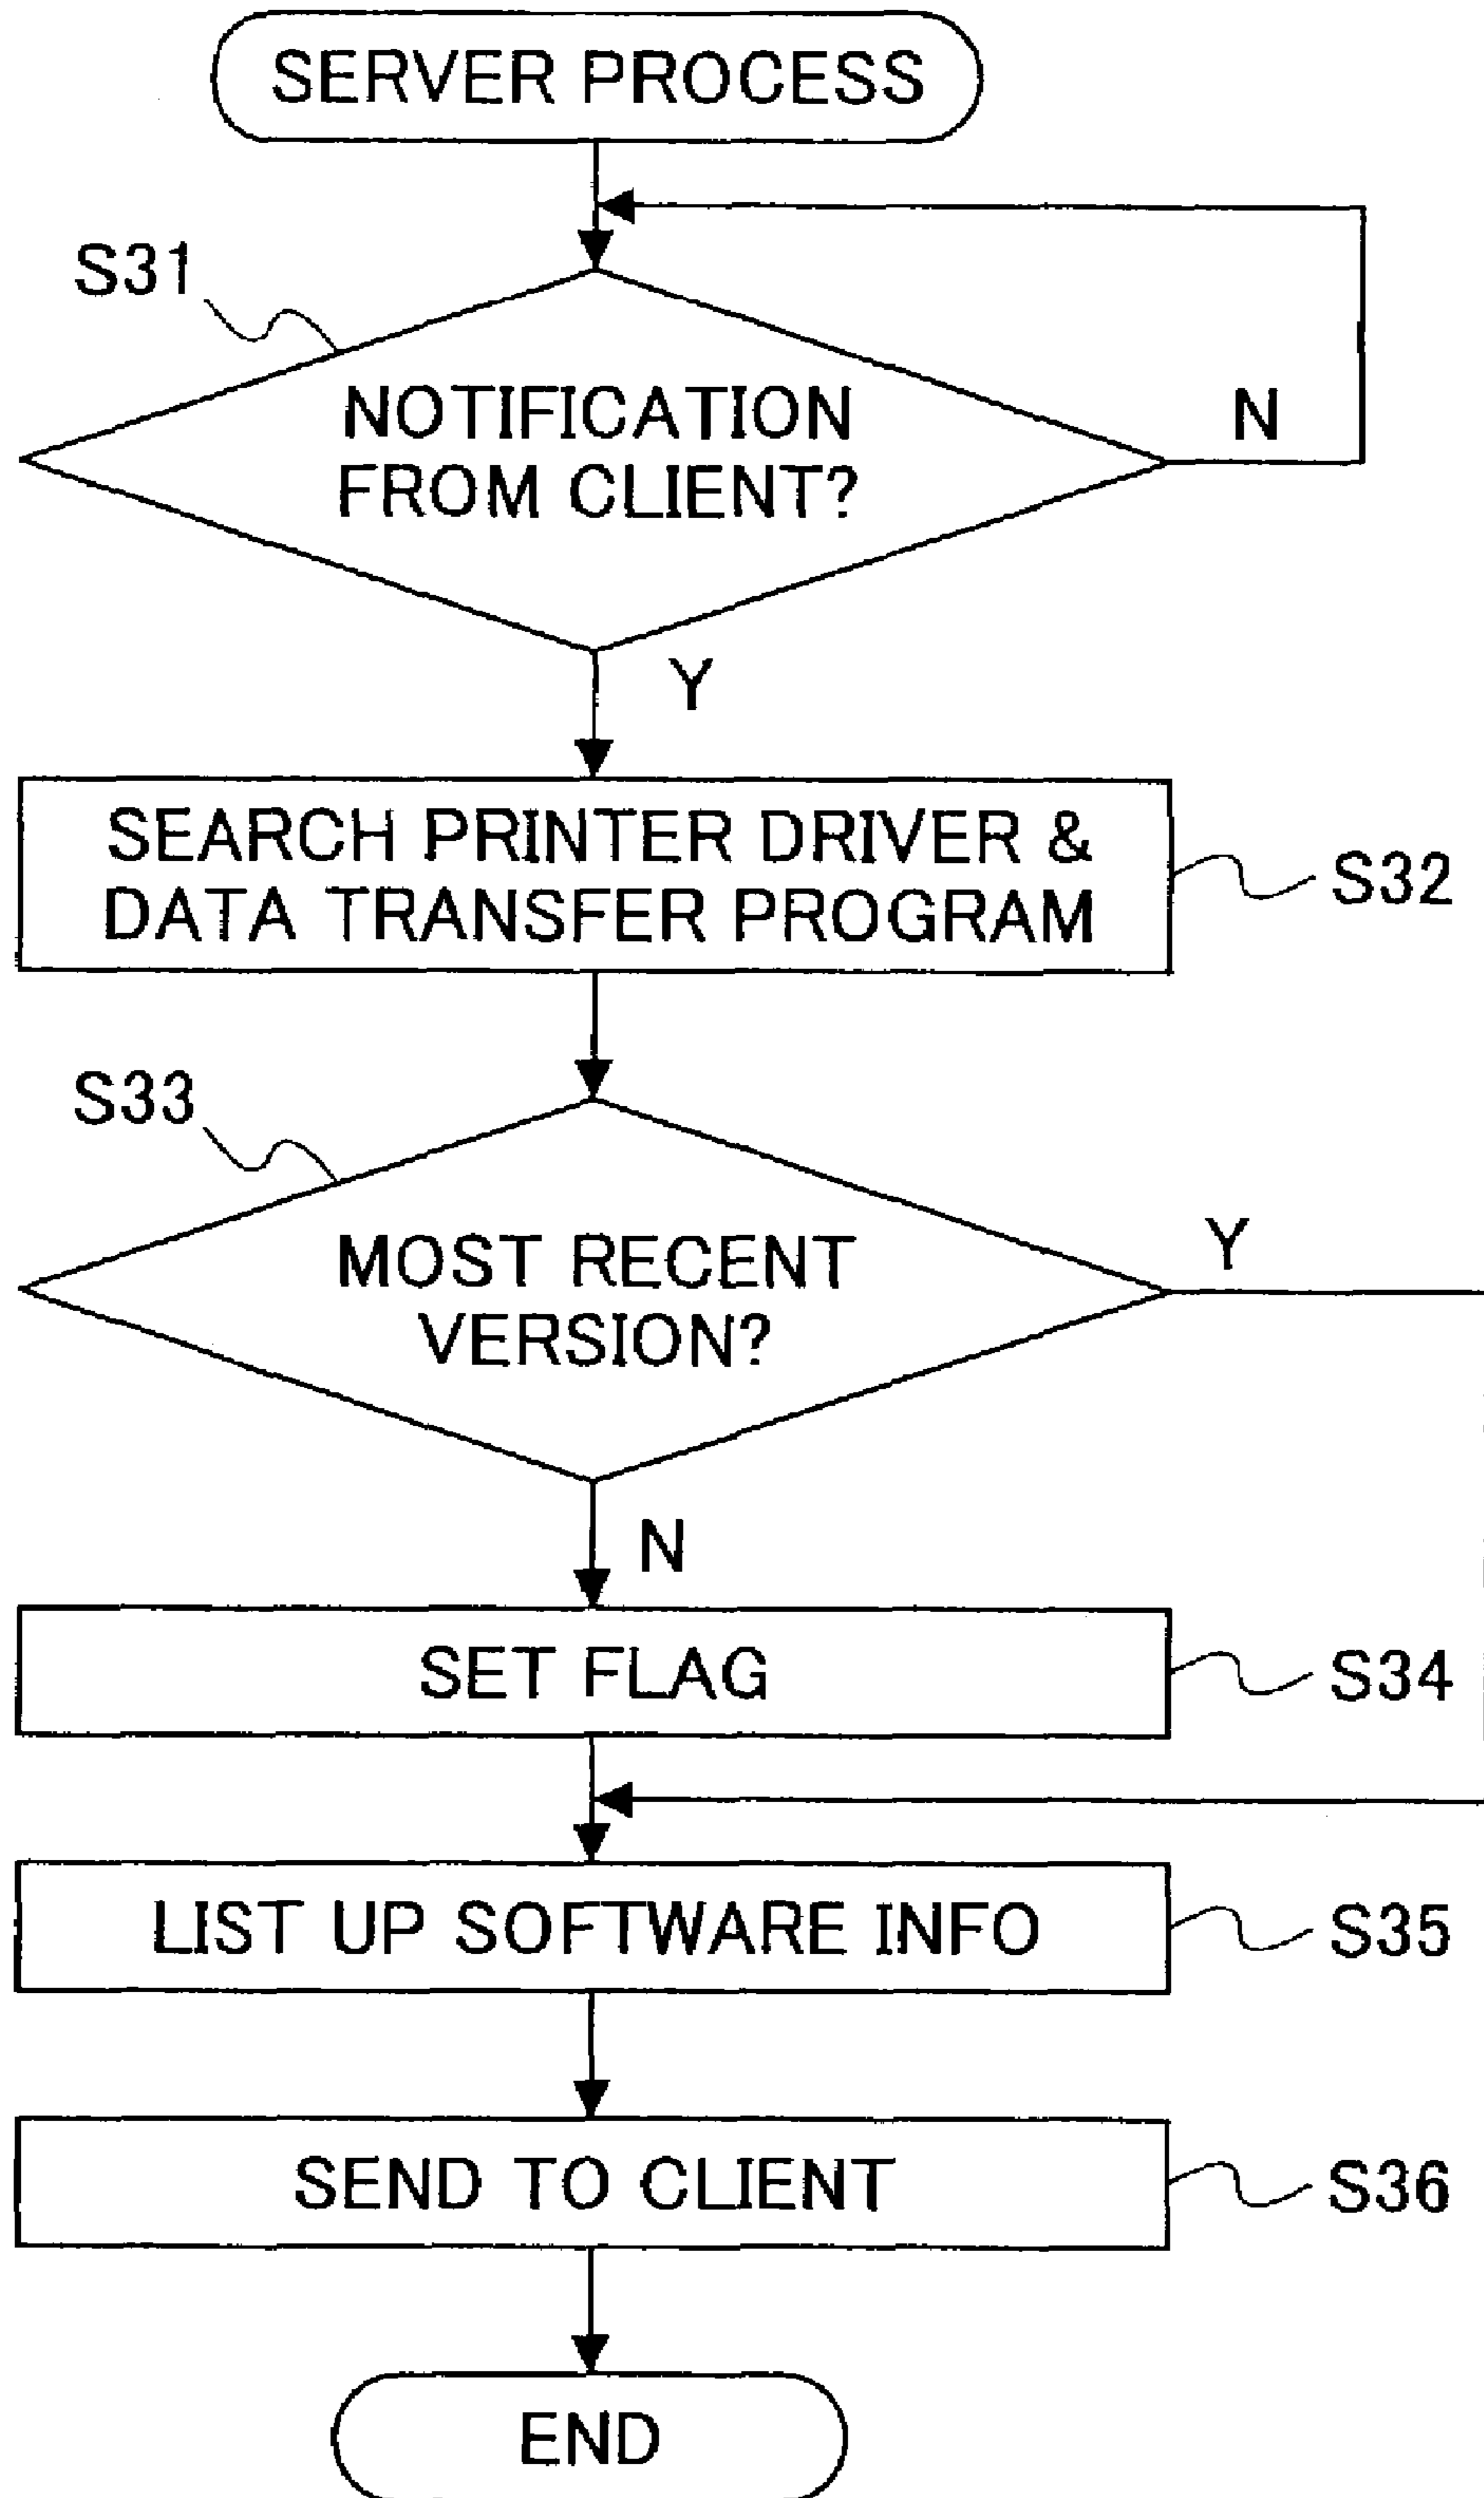 SERVER PROCESS
S31
NOTIFICATION
FROM CLIENT?
N
Y
SEARCH PRINTER DRIVER &
DATA TRANSFER PROGRAM
S32
S33
MOST RECENT
VERSION?
Y
N
SET FLAG
S34
LIST UP SOFTWARE INFO
S35
SEND TO CLIENT
S36
END